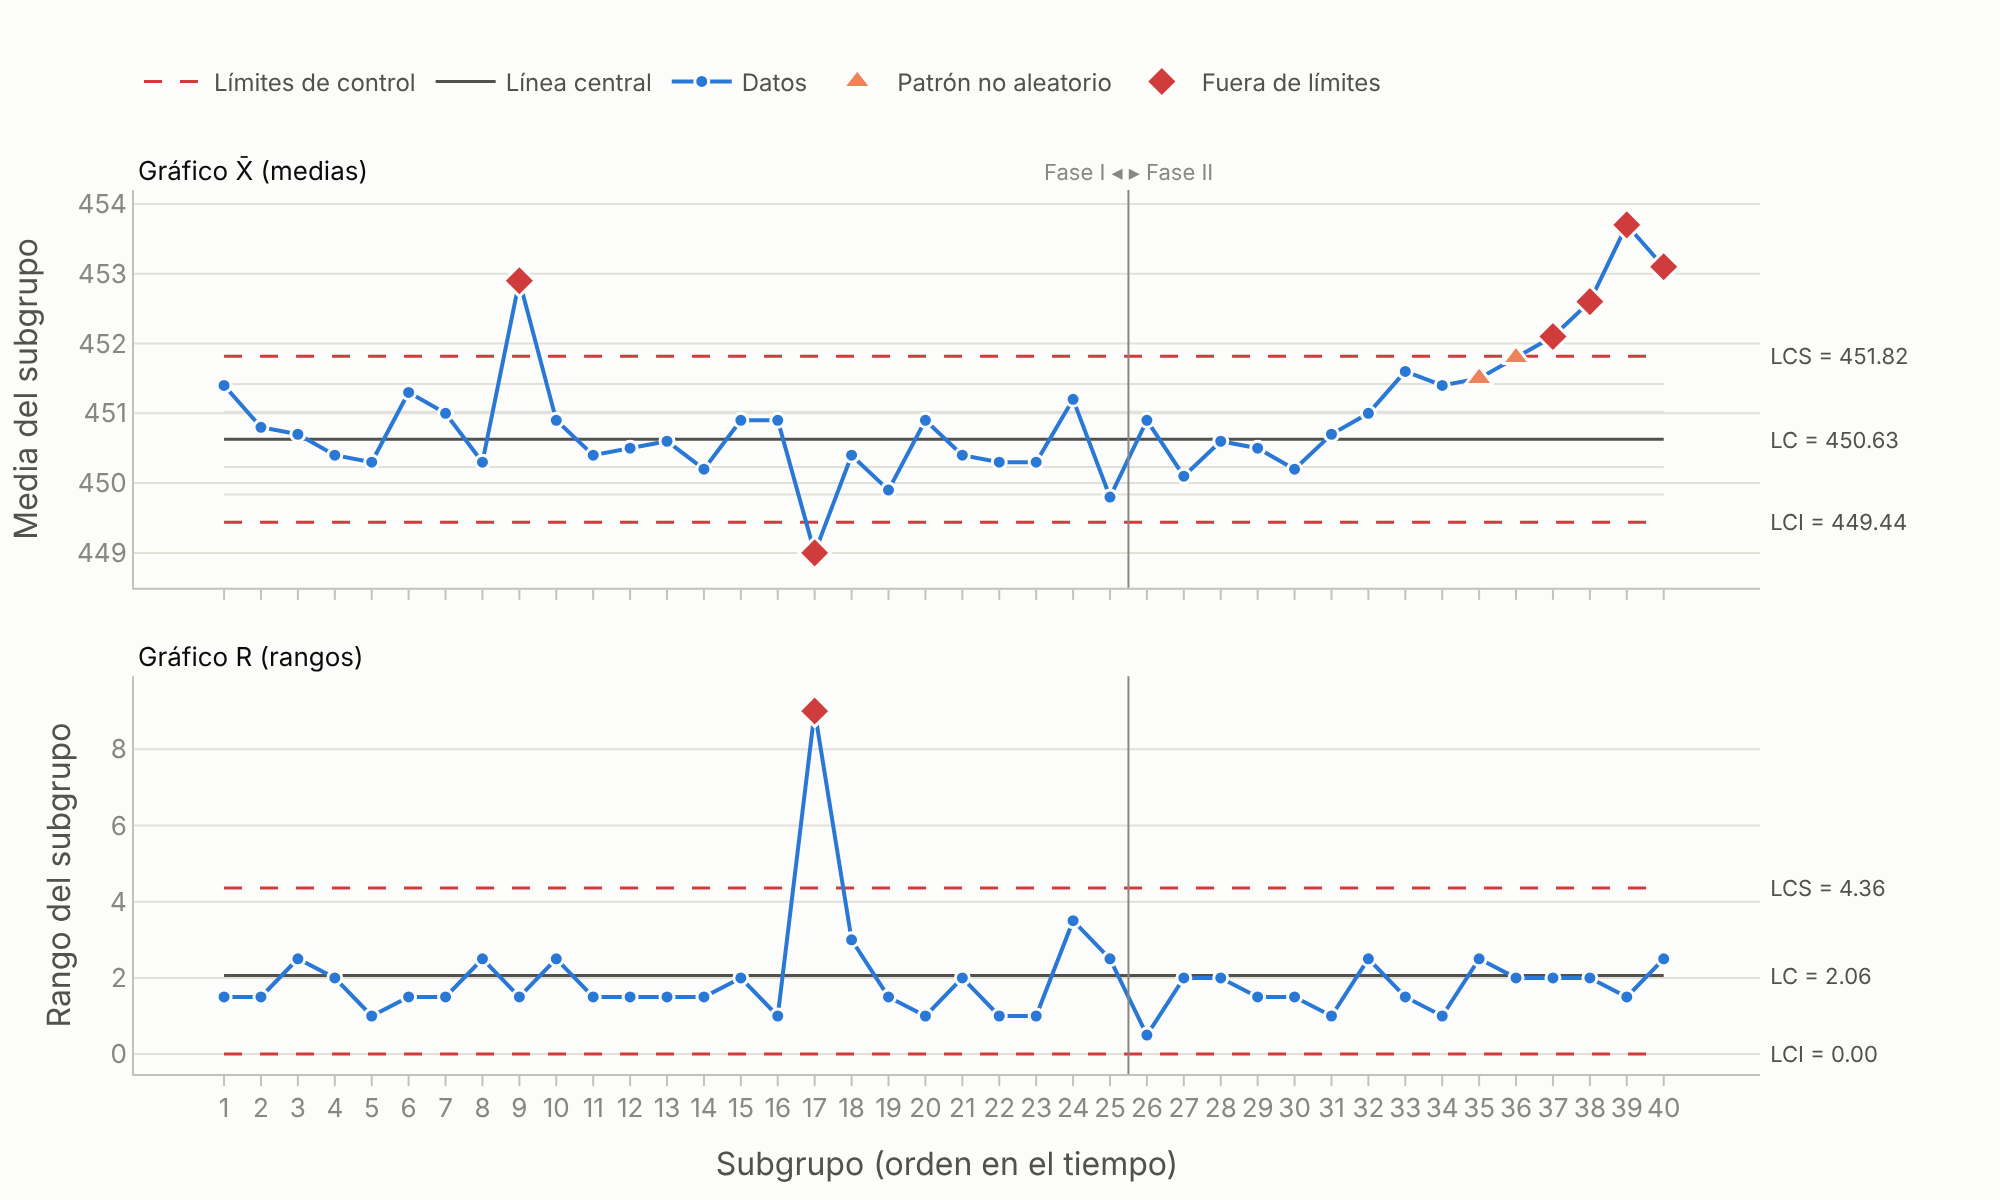 Límites de control Línea central Datos Patrón no aleatorio Fuera de límites
Gráfico X̄ (medias)
Fase I ◂ ▸ Fase II
Media del subgrupo
454
453
452
451
450
449
LCS = 451.82
LC = 450.63
LCI = 449.44
Gráfico R (rangos)
Rango del subgrupo
8
6
4
2
0
LCS = 4.36
LC = 2.06
LCI = 0.00
1 2 3 4 5 6 7 8 9 10 11 12 13 14 15 16 17 18 19 20 21 22 23 24 25 26 27 28 29 30 31 32 33 34 35 36 37 38 39 40
Subgrupo (orden en el tiempo)